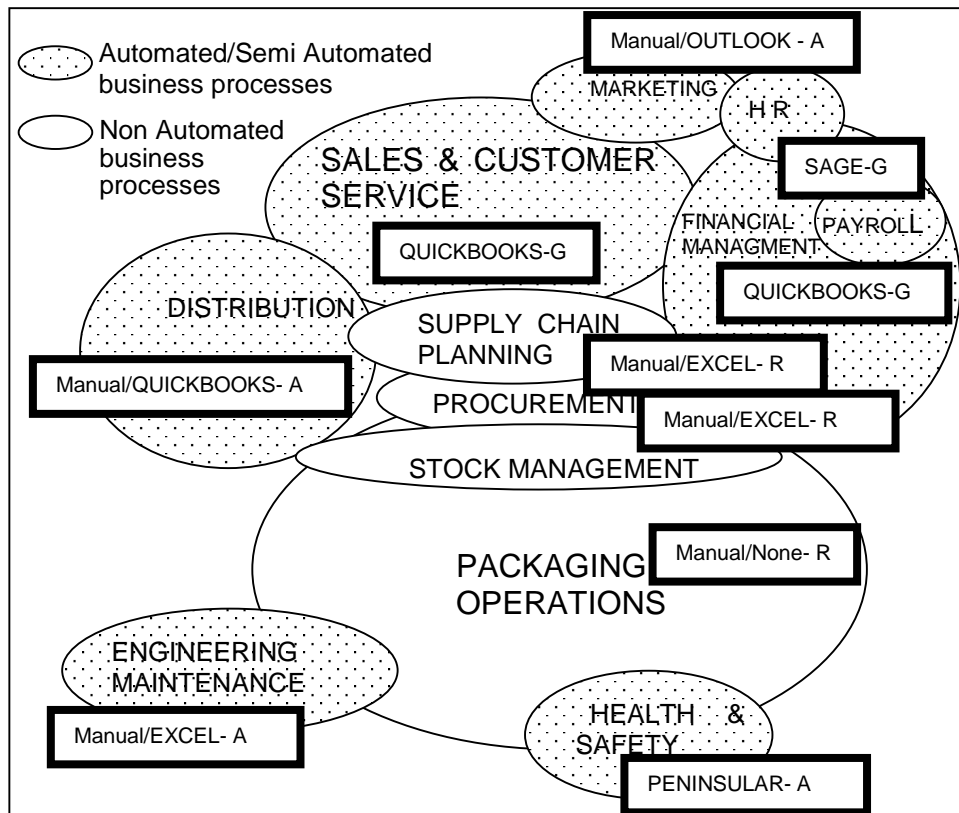 Automated/Semi Automated
business processes
Non Automated
business
processes
Manual/OUTLOOK - A
MARKETING
H R
SALES & CUSTOMER
SERVICE
SAGE-G
FINANCIAL
MANAGMENT
PAYROLL
QUICKBOOKS-G
QUICKBOOKS-G
DISTRIBUTION
SUPPLY CHAIN
PLANNING
Manual/EXCEL- R
Manual/QUICKBOOKS- A
PROCUREMENT
Manual/EXCEL- R
STOCK MANAGEMENT
Manual/None- R
PACKAGING
OPERATIONS
ENGINEERING
MAINTENANCE
Manual/EXCEL- A
HEALTH &
SAFETY
PENINSULAR- A